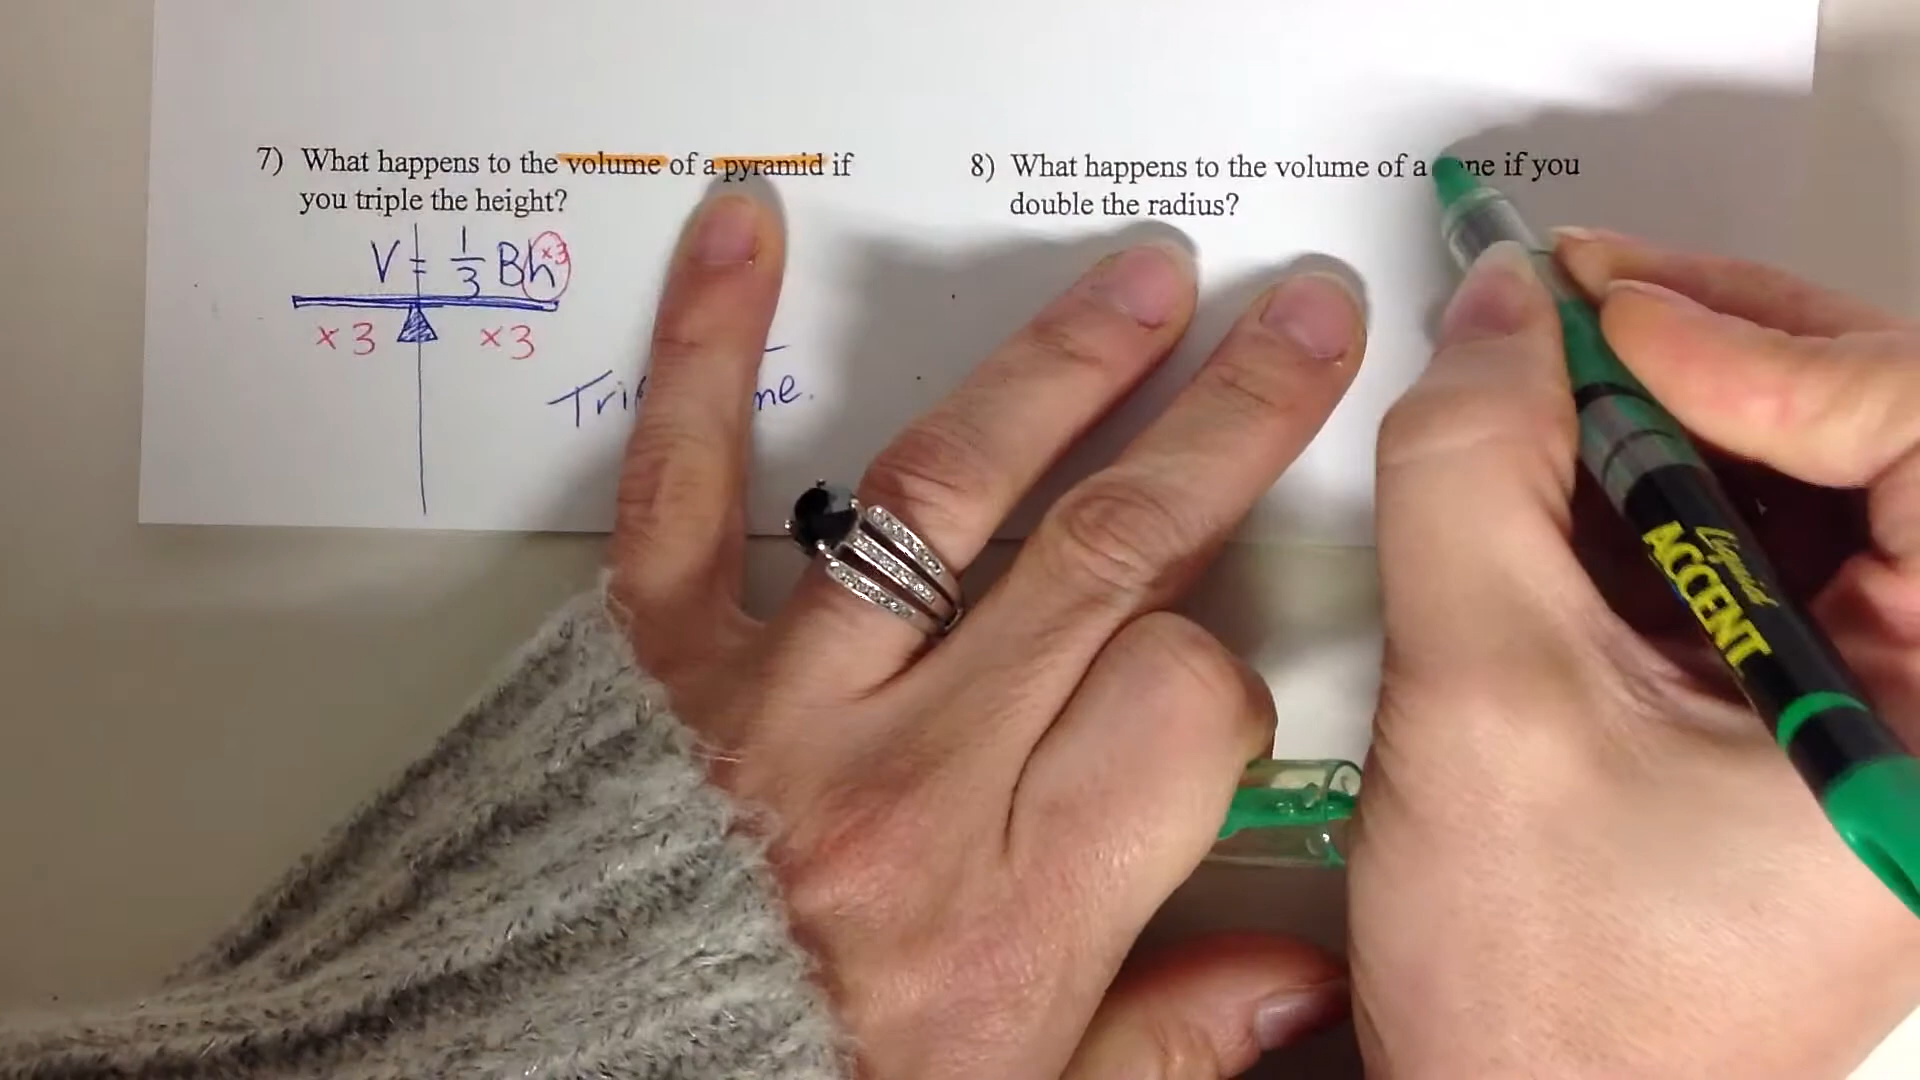 7) What happens to the volume of a pyramid if
you triple the height?
V = 1/3 Bh ×3
×3 ×3
8) What happens to the volume of a if you
double the radius?
Liquid
ACCENT